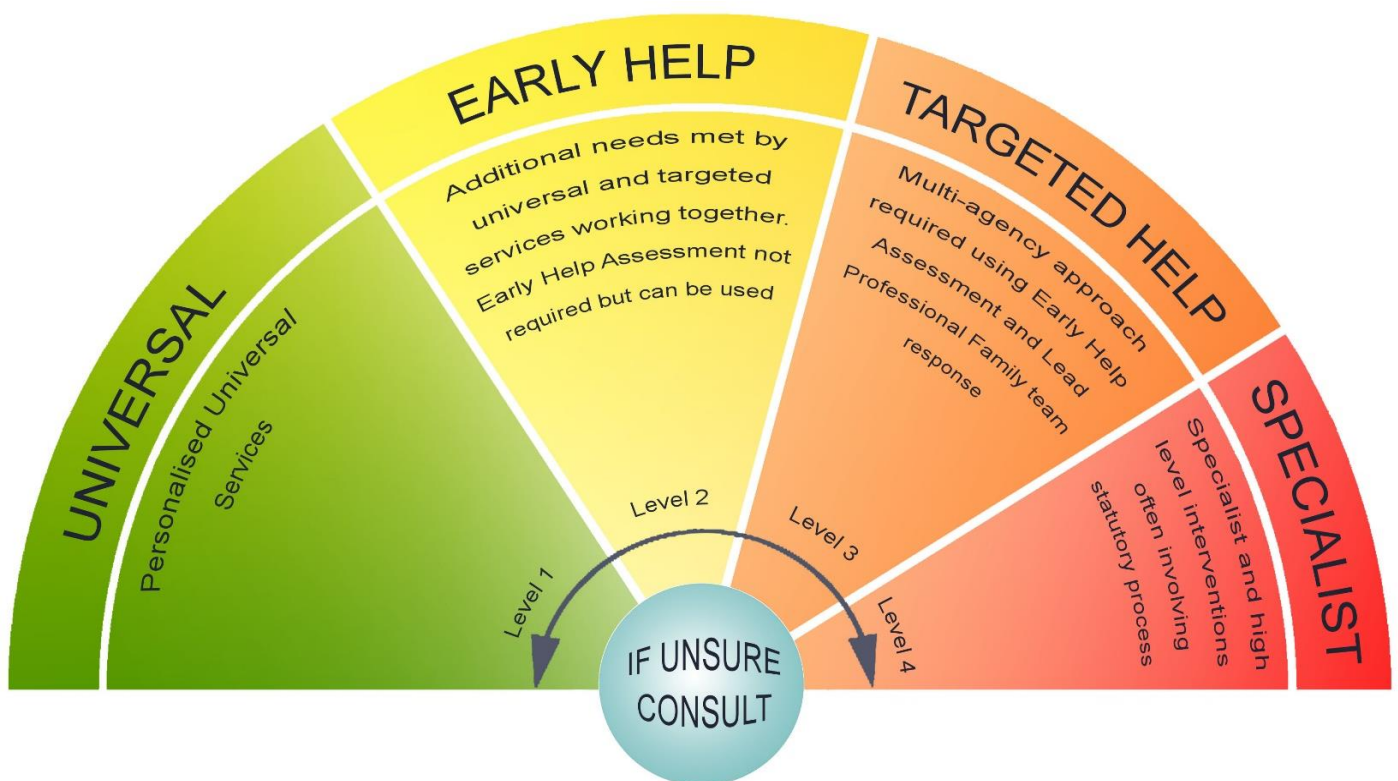 UNIVERSAL
Personalised Universal
Services
Level 1
EARLY HELP
Additional needs met by
universal and targeted
services working together.
Early Help Assessment not
required but can be used
Level 2
TARGETED HELP
Multi-agency approach
required using Early Help
Assessment and Lead
Professional Family team
response
Level 3
SPECIALIST
Specialist and high
level interventions
often involving
statutory process
Level 4
IF UNSURE
CONSULT